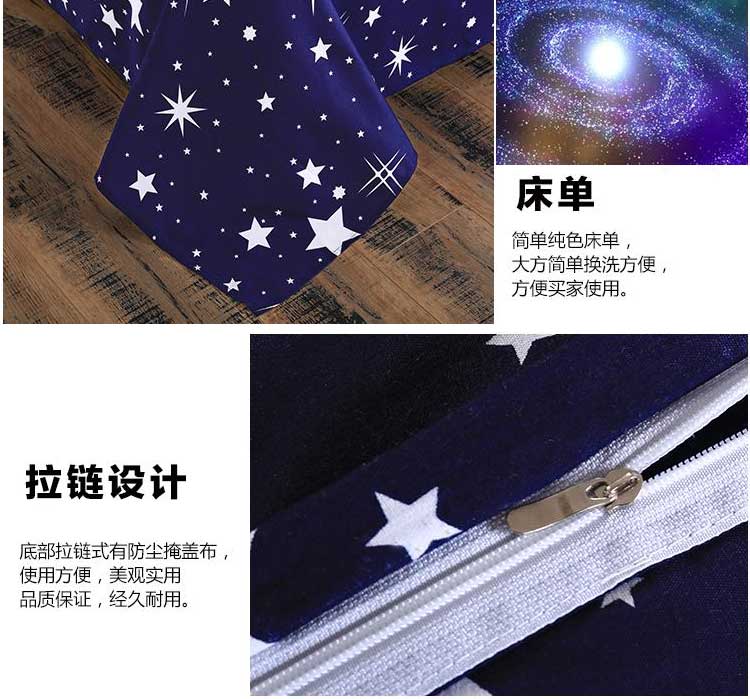 床单
简单纯色床单，
大方简单换洗方便，
方便买家使用。
拉链设计
底部拉链式有防尘掩盖布，
使用方便，美观实用
品质保证，经久耐用。